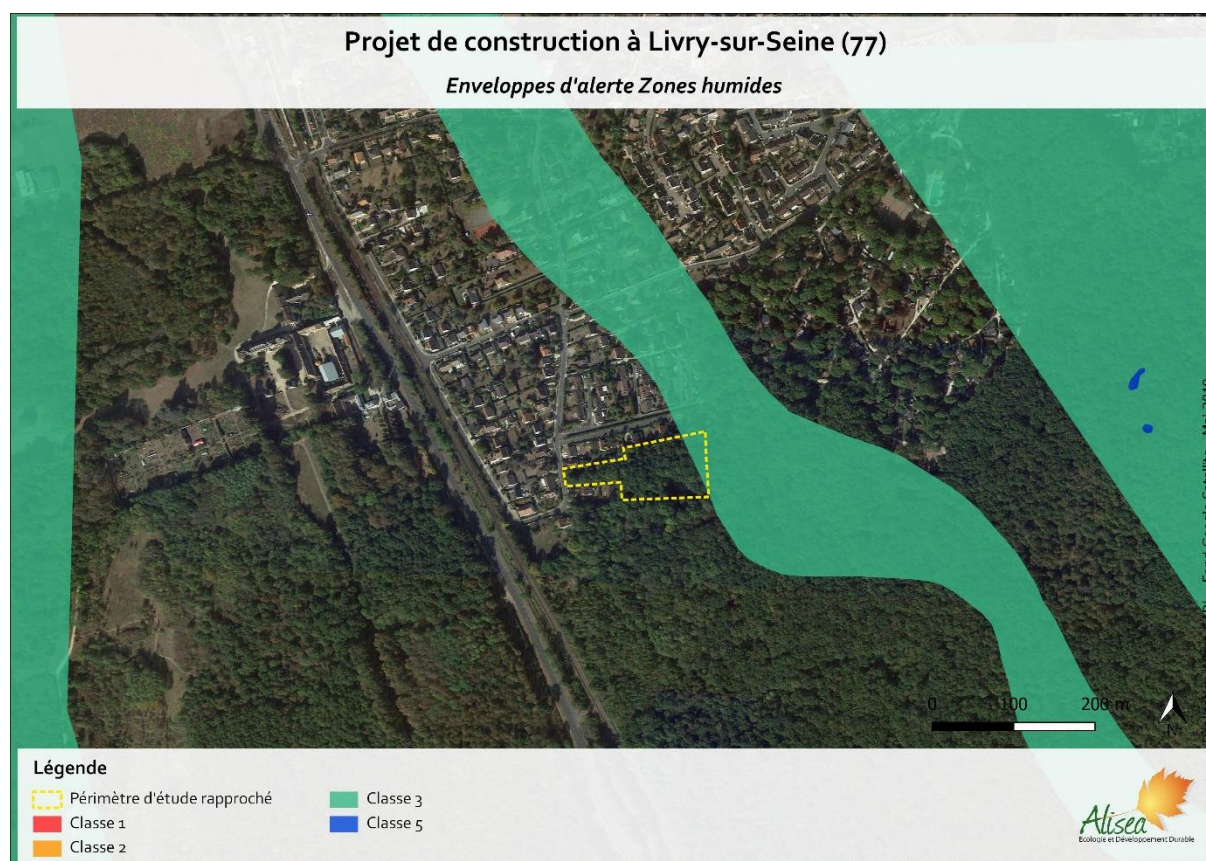 Projet de construction à Livry-sur-Seine (77)
Enveloppes d'alerte Zones humides
0 100 200 m
N
Légende
Périmètre d'étude rapproché
Classe 1
Classe 2
Classe 3
Classe 5
Alisea
Ecologie et Développement Durable